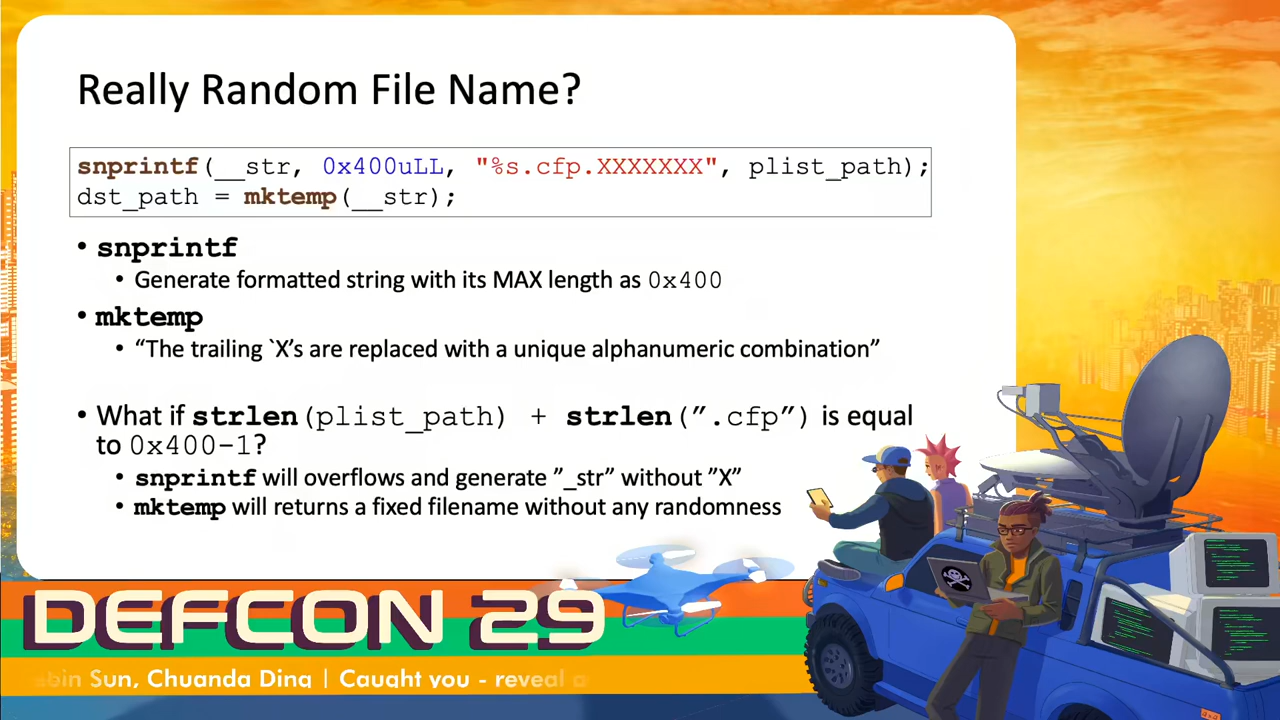 Really Random File Name?
snprintf(__str, 0x400uLL, "%s.cfp.XXXXXXX", plist_path);
dst_path = mktemp(__str);
• snprintf
• Generate formatted string with its MAX length as 0x400
• mktemp
• “The trailing `X’s are replaced with a unique alphanumeric combination”
• What if strlen(plist_path) + strlen(”.cfp”) is equal
to 0x400-1?
• snprintf will overflows and generate ”_str” without ”X”
• mktemp will returns a fixed filename without any randomness
DEFCON 29
Sun, Chuanda Ding | Caught you - reveal